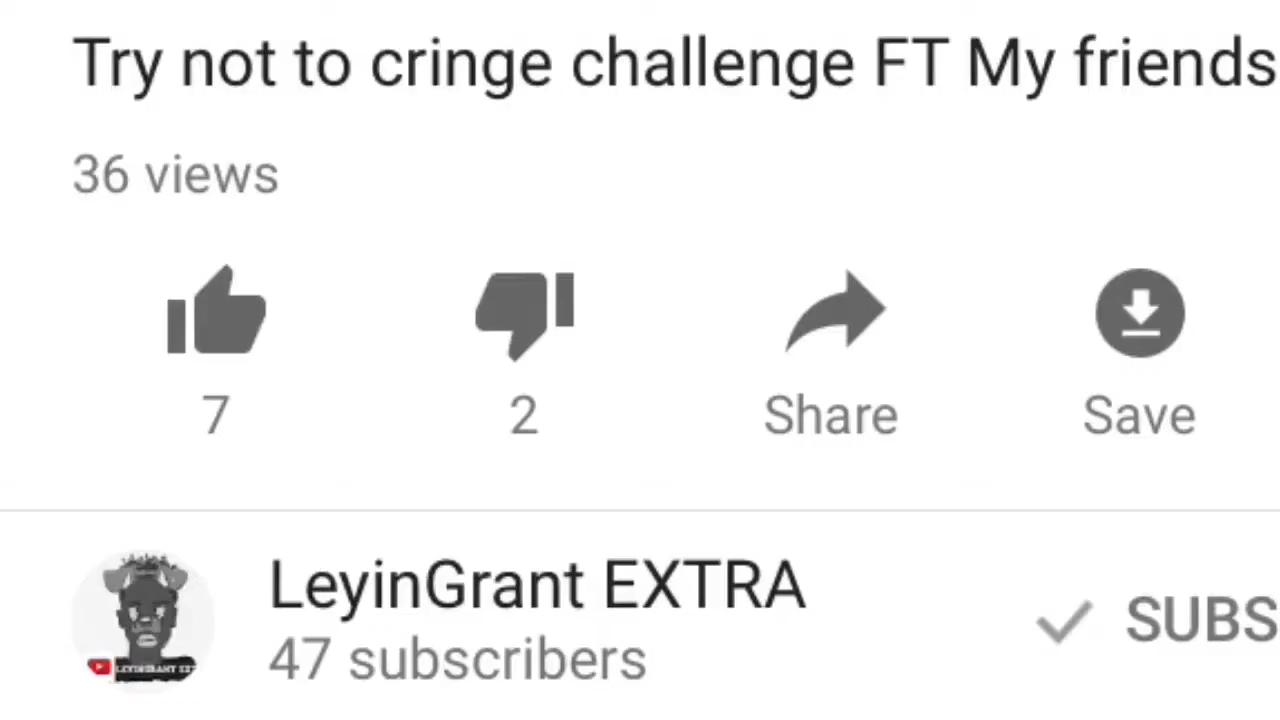 Try not to cringe challenge FT My friends
36 views
7
2
Share
Save
LeyinGrant EXTRA
47 subscribers
SUBS